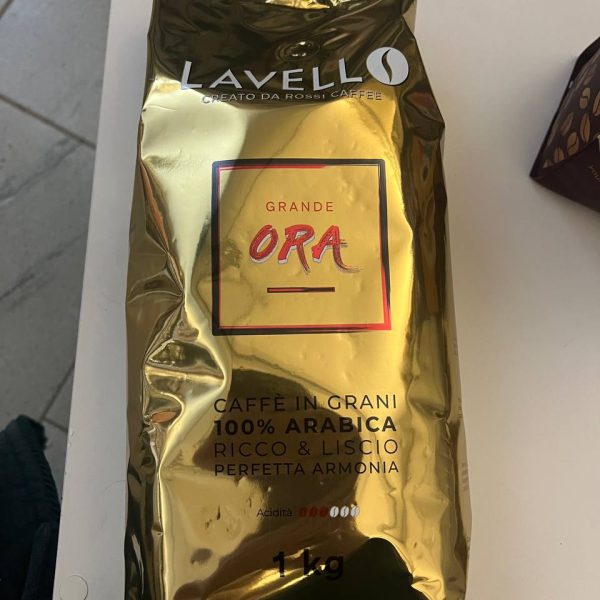 LAVELLO
CREATO DA ROSSI CAFFEE
GRANDE
ORA
CAFFÈ IN GRANI
100% ARABICA
RICCO & LISCIO
PERFETTA ARMONIA
Acidità
1 kg